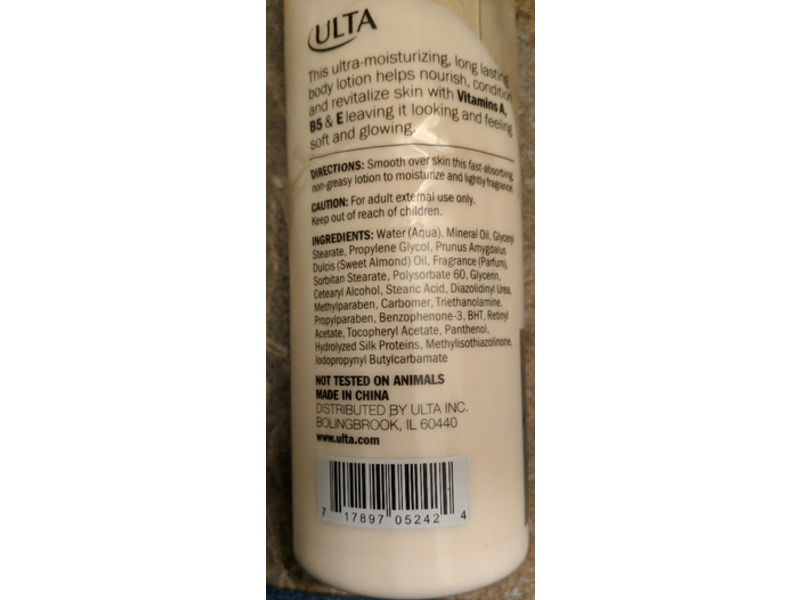 ULTA
This ultra-moisturizing, long lasting
body lotion helps nourish, condition
and revitalize skin with Vitamins A,
B5 & E leaving it looking and feeling
soft and glowing.
DIRECTIONS: Smooth over skin this fast-absorbing,
non-greasy lotion to moisturize and lightly fragrance.
CAUTION: For adult external use only.
Keep out of reach of children.
INGREDIENTS: Water (Aqua), Mineral Oil, Glyceryl
Stearate, Propylene Glycol, Prunus Amygdalus
Dulcis (Sweet Almond) Oil, Fragrance (Parfum),
Sorbitan Stearate, Polysorbate 60, Glycerin,
Cetearyl Alcohol, Stearic Acid, Diazolidinyl Urea,
Methylparaben, Carbomer, Triethanolamine,
Propylparaben, Benzophenone-3, BHT, Retinyl
Acetate, Tocopheryl Acetate, Panthenol,
Hydrolyzed Silk Proteins, Methylisothiazolinone,
Iodopropynyl Butylcarbamate
NOT TESTED ON ANIMALS
MADE IN CHINA
DISTRIBUTED BY ULTA INC.
BOLINGBROOK, IL 60440
www.ulta.com
7 17897 05242 4